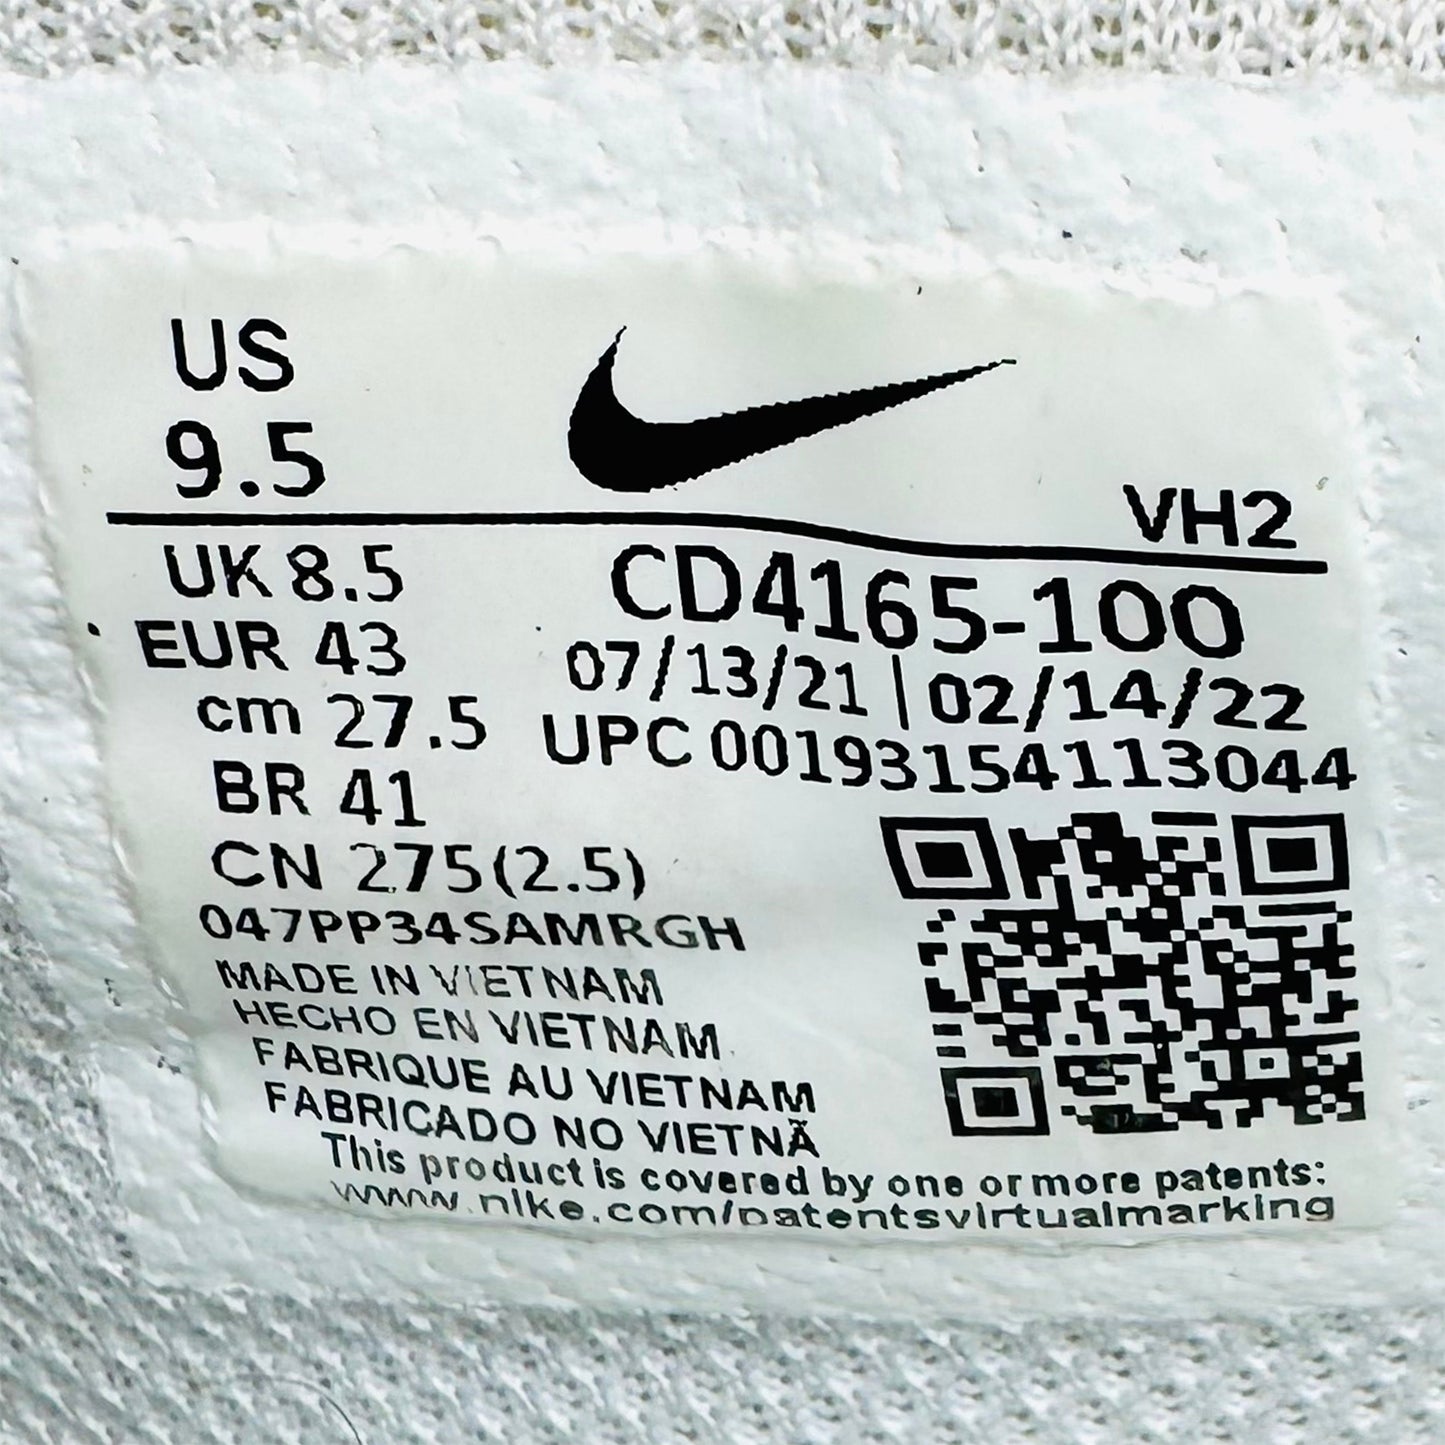 US
9.5
VH2
UK 8.5
EUR 43
cm 27.5
BR 41
CN 275(2.5)
CD4165-100
07/13/21 | 02/14/22
UPC 00193154113044
047PP34SAMRGH
MADE IN VIETNAM
HECHO EN VIETNAM
FABRIQUE AU VIETNAM
FABRICADO NO VIETNÃ
This product is covered by one or more patents:
www.nike.com/patentsvirtualmarking